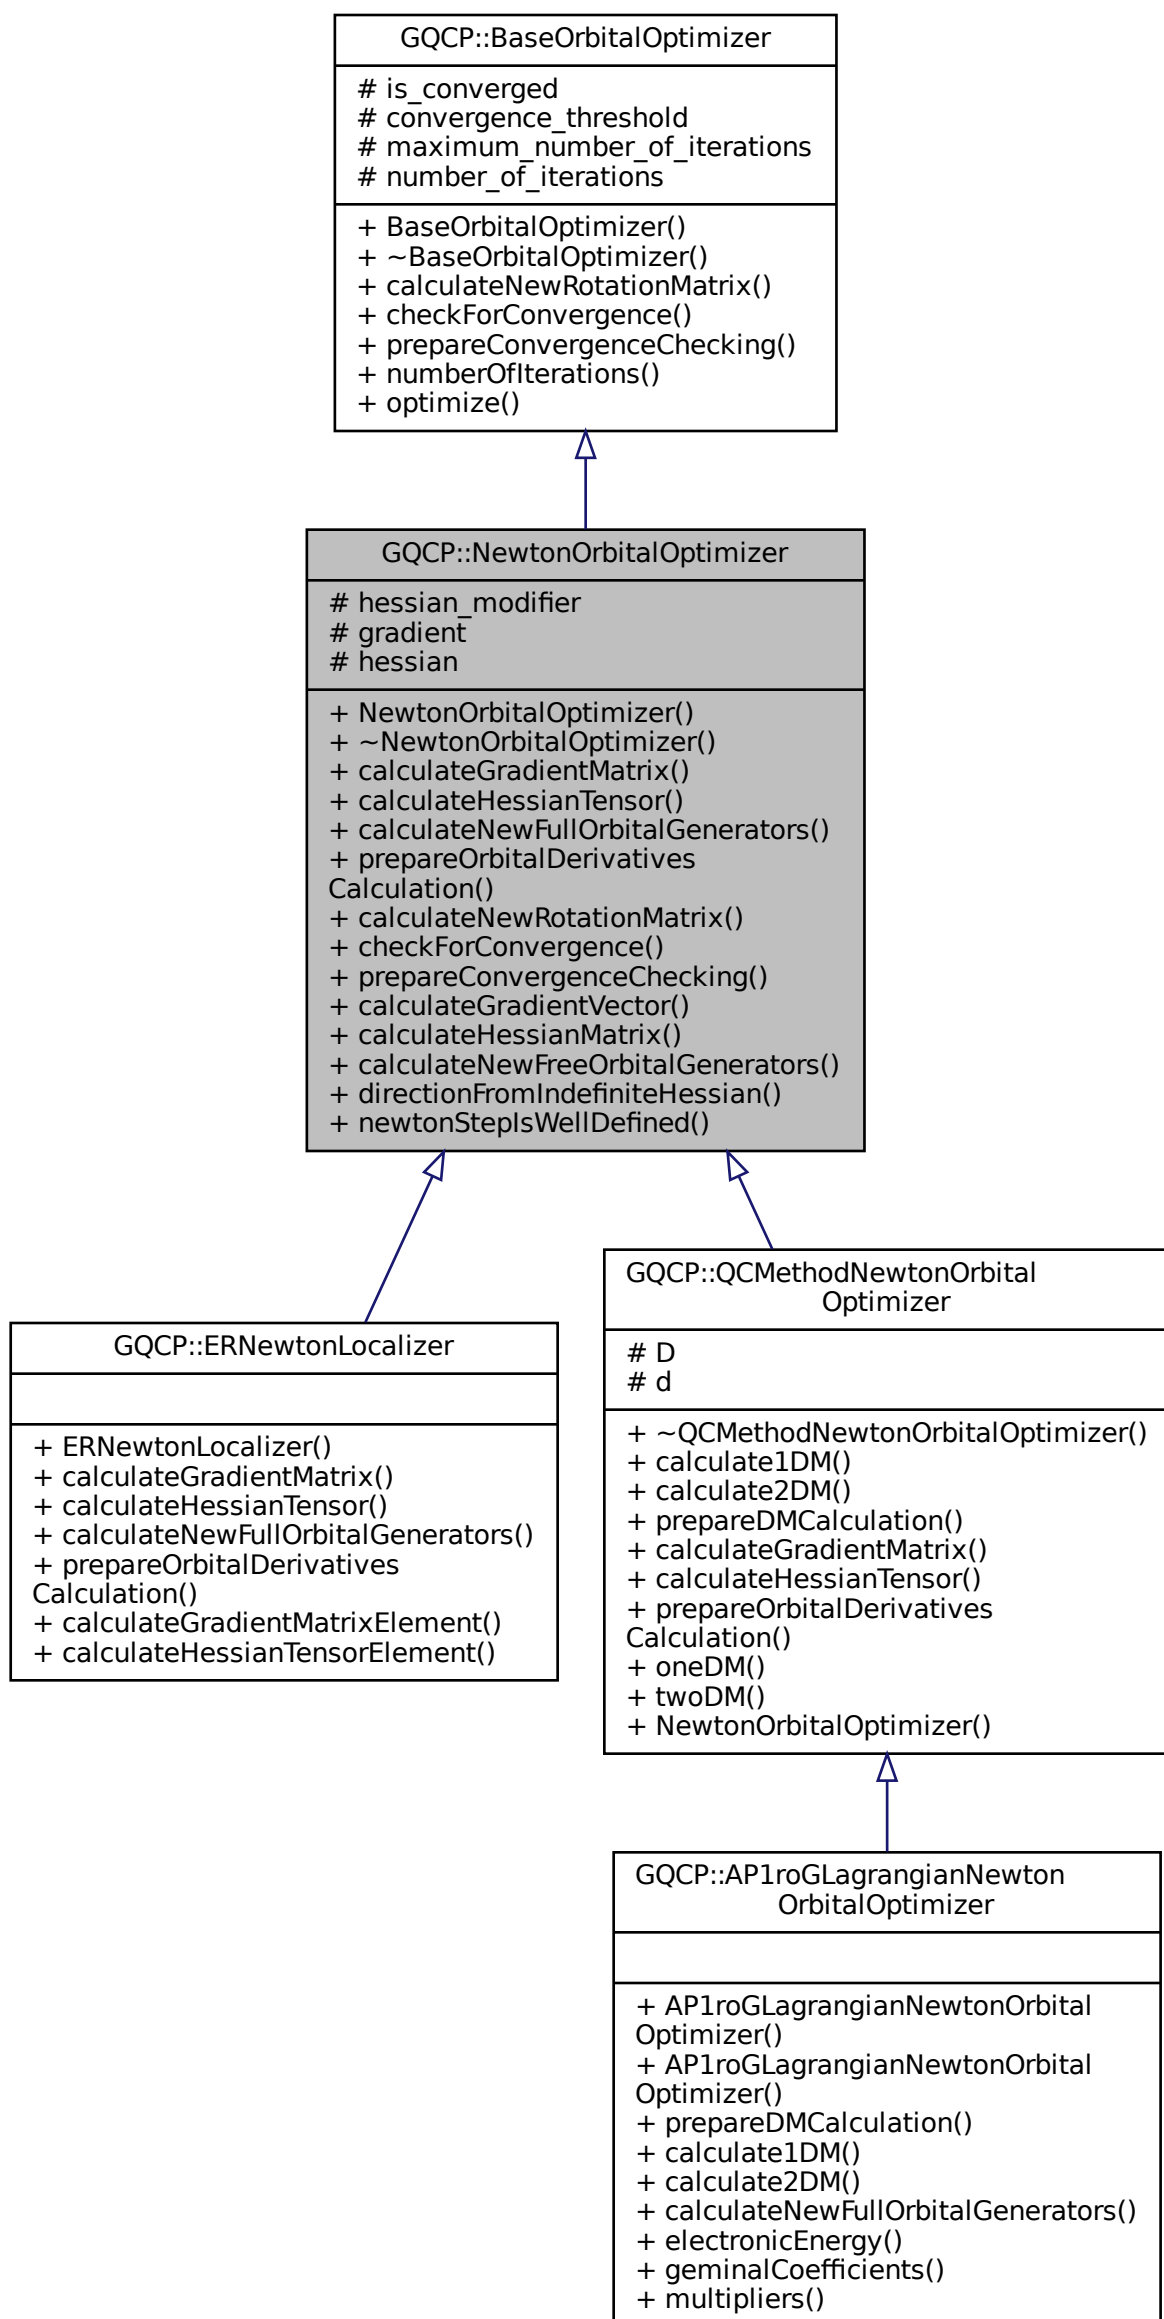 GQCP::BaseOrbitalOptimizer
# is_converged
# convergence_threshold
# maximum_number_of_iterations
# number_of_iterations
+ BaseOrbitalOptimizer()
+ ~BaseOrbitalOptimizer()
+ calculateNewRotationMatrix()
+ checkForConvergence()
+ prepareConvergenceChecking()
+ numberOfIterations()
+ optimize()
GQCP::NewtonOrbitalOptimizer
# hessian_modifier
# gradient
# hessian
+ NewtonOrbitalOptimizer()
+ ~NewtonOrbitalOptimizer()
+ calculateGradientMatrix()
+ calculateHessianTensor()
+ calculateNewFullOrbitalGenerators()
+ prepareOrbitalDerivatives
Calculation()
+ calculateNewRotationMatrix()
+ checkForConvergence()
+ prepareConvergenceChecking()
+ calculateGradientVector()
+ calculateHessianMatrix()
+ calculateNewFreeOrbitalGenerators()
+ directionFromIndefiniteHessian()
+ newtonStepIsWellDefined()
GQCP::ERNewtonLocalizer
+ ERNewtonLocalizer()
+ calculateGradientMatrix()
+ calculateHessianTensor()
+ calculateNewFullOrbitalGenerators()
+ prepareOrbitalDerivatives
Calculation()
+ calculateGradientMatrixElement()
+ calculateHessianTensorElement()
GQCP::QCMethodNewtonOrbital
Optimizer
# D
# d
+ ~QCMethodNewtonOrbitalOptimizer()
+ calculate1DM()
+ calculate2DM()
+ prepareDMCalculation()
+ calculateGradientMatrix()
+ calculateHessianTensor()
+ prepareOrbitalDerivatives
Calculation()
+ oneDM()
+ twoDM()
+ NewtonOrbitalOptimizer()
GQCP::AP1roGLagrangianNewton
OrbitalOptimizer
+ AP1roGLagrangianNewtonOrbital
Optimizer()
+ AP1roGLagrangianNewtonOrbital
Optimizer()
+ prepareDMCalculation()
+ calculate1DM()
+ calculate2DM()
+ calculateNewFullOrbitalGenerators()
+ electronicEnergy()
+ geminalCoefficients()
+ multipliers()